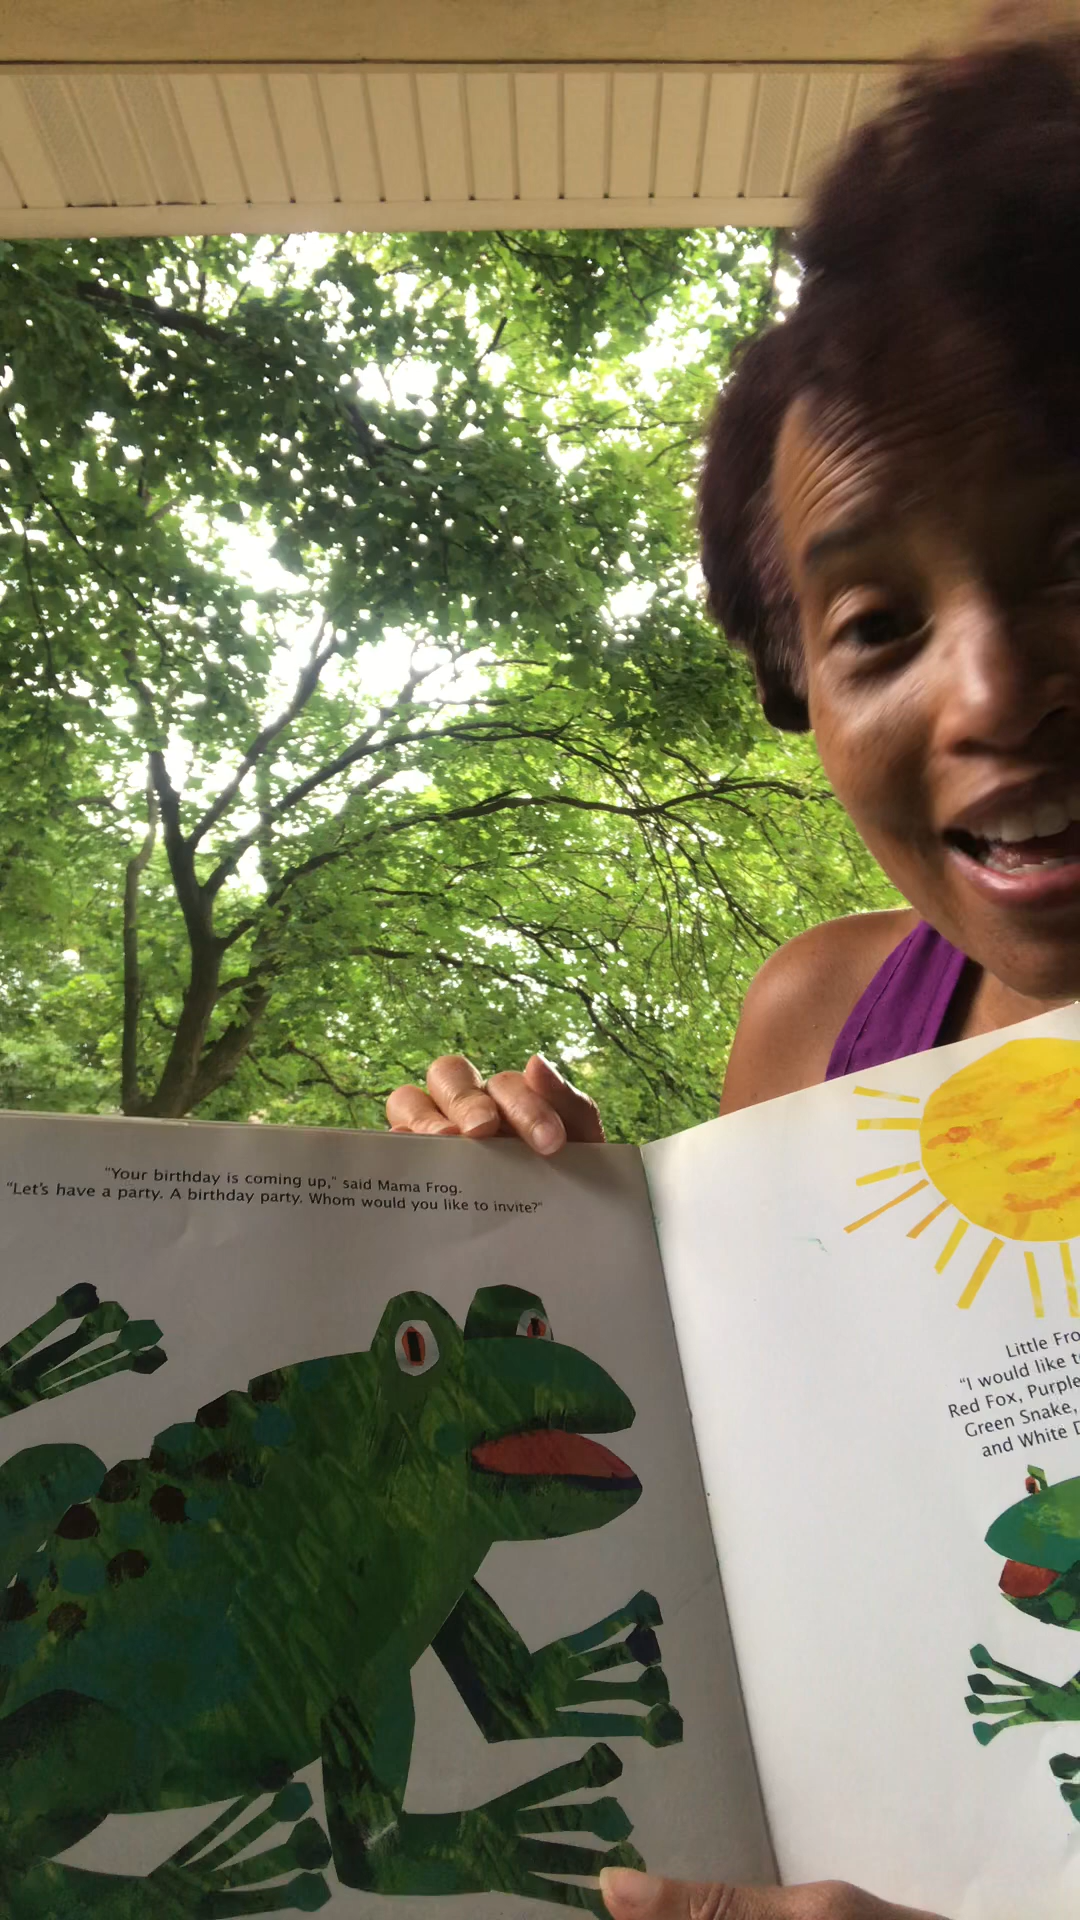 "Your birthday is coming up," said Mama Frog.
"Let's have a party. A birthday party. Whom would you like to invite?"
Little
"I would like
Red Fox, Purple
Green Snake,
and White